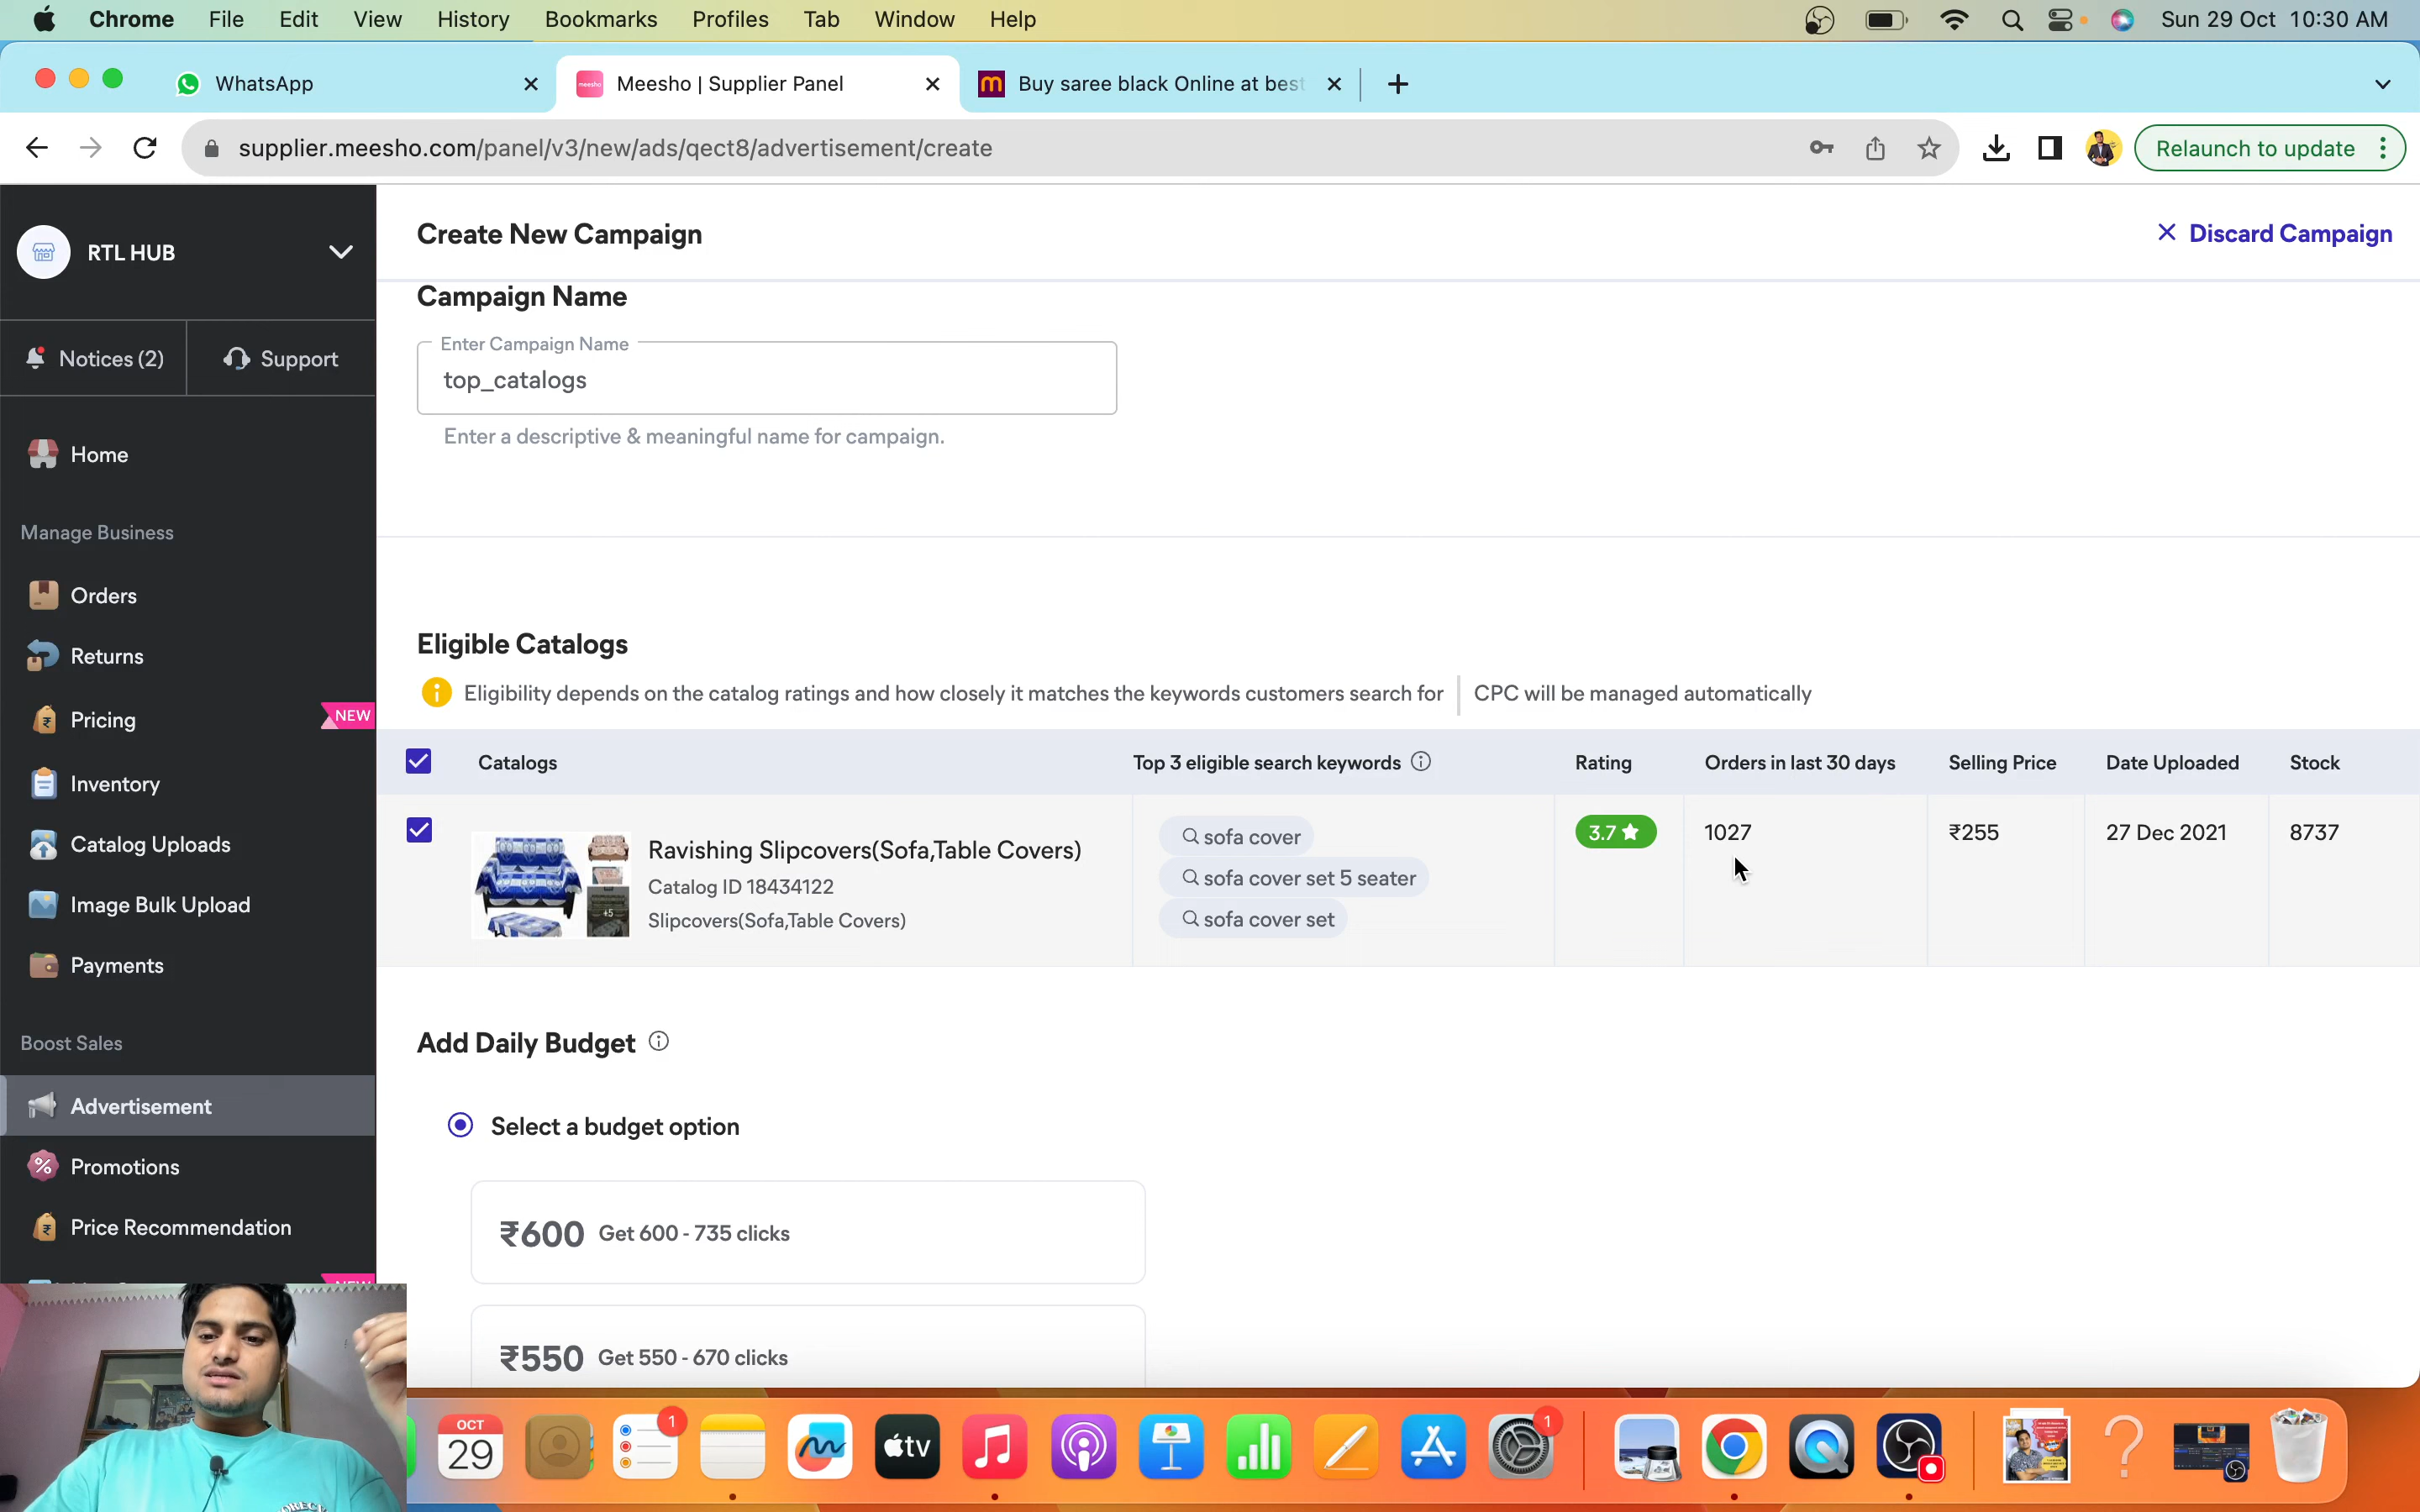 Chrome File Edit View History Bookmarks Profiles Tab Window Help Sun 29 Oct 10:30 AM
WhatsApp
Meesho | Supplier Panel
Buy saree black Online at best
supplier.meesho.com/panel/v3/new/ads/qect8/advertisement/create
Relaunch to update
RTL HUB
Notices (2)
Support
Home
Manage Business
Orders
Returns
Pricing
NEW
Inventory
Catalog Uploads
Image Bulk Upload
Payments
Boost Sales
Advertisement
Promotions
Price Recommendation
Create New Campaign
Discard Campaign
Campaign Name
Enter Campaign Name
top_catalogs
Enter a descriptive & meaningful name for campaign.
Eligible Catalogs
Eligibility depends on the catalog ratings and how closely it matches the keywords customers search for
CPC will be managed automatically
Catalogs Top 3 eligible search keywords Rating Orders in last 30 days Selling Price Date Uploaded Stock
+5
Ravishing Slipcovers(Sofa,Table Covers)
Catalog ID 18434122
Slipcovers(Sofa,Table Covers)
sofa cover
sofa cover set 5 seater
sofa cover set
3.7
1027
₹255
27 Dec 2021
8737
Add Daily Budget
Select a budget option
₹600 Get 600 - 735 clicks
₹550 Get 550 - 670 clicks
OCT
29
1
tv
1